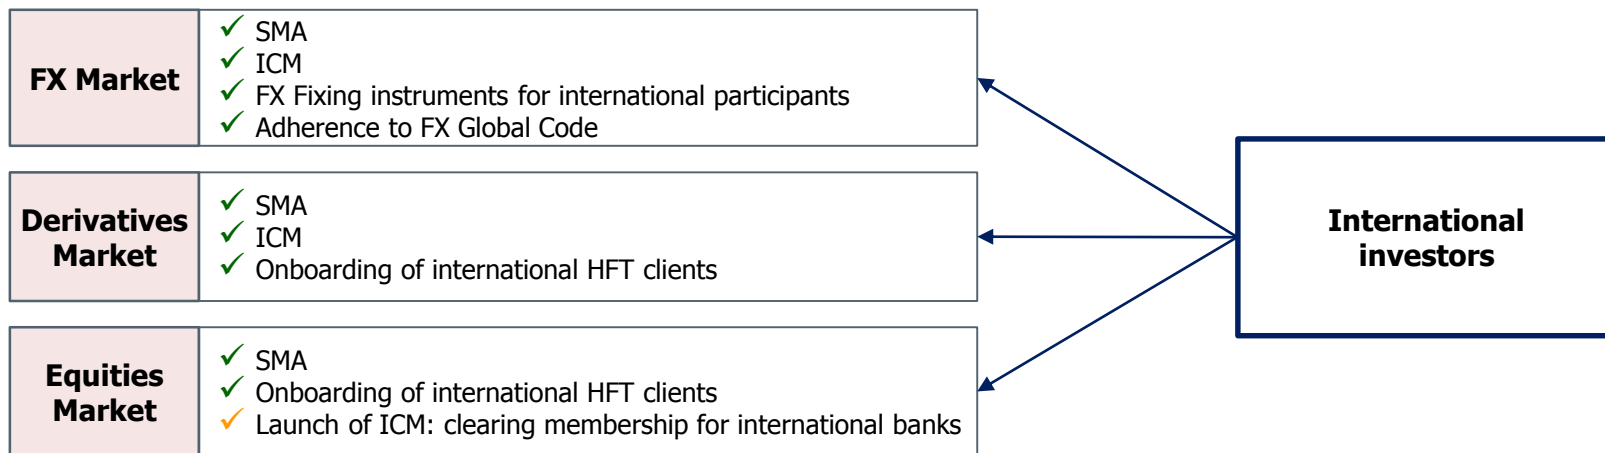 FX Market
SMA
ICM
FX Fixing instruments for international participants
Adherence to FX Global Code
Derivatives
Market
SMA
ICM
Onboarding of international HFT clients
Equities
Market
SMA
Onboarding of international HFT clients
Launch of ICM: clearing membership for international banks
International
investors